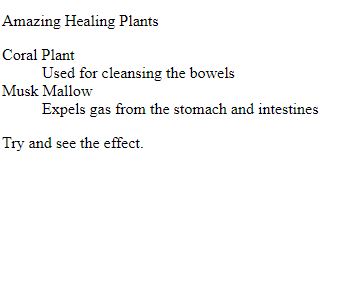 Amazing Healing Plants
Coral Plant
Used for cleansing the bowels
Musk Mallow
Expels gas from the stomach and intestines
Try and see the effect.